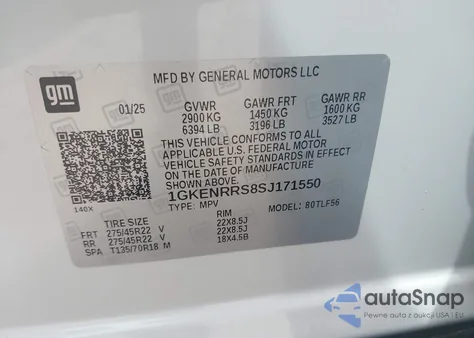 gm
MFD BY GENERAL MOTORS LLC
01/25 GVWR GAWR FRT GAWR RR
2900 KG 1450 KG 1600 KG
6394 LB 3196 LB 3527 LB
THIS VEHICLE CONFORMS TO ALL
APPLICABLE U.S. FEDERAL MOTOR
VEHICLE SAFETY STANDARDS IN EFFECT
ON THE DATE OF MANUFACTURE
SHOWN ABOVE.
1GKENRRS8SJ171550
140X
TYPE: MPV MODEL: 80TLF56
TIRE SIZE RIM
FRT 275/45R22 V 22X8.5J
RR 275/45R22 V 22X8.5J
SPA T135/70R18 M 18X4.5B
autoSnap
Pewne auto z aukcji USA i EU